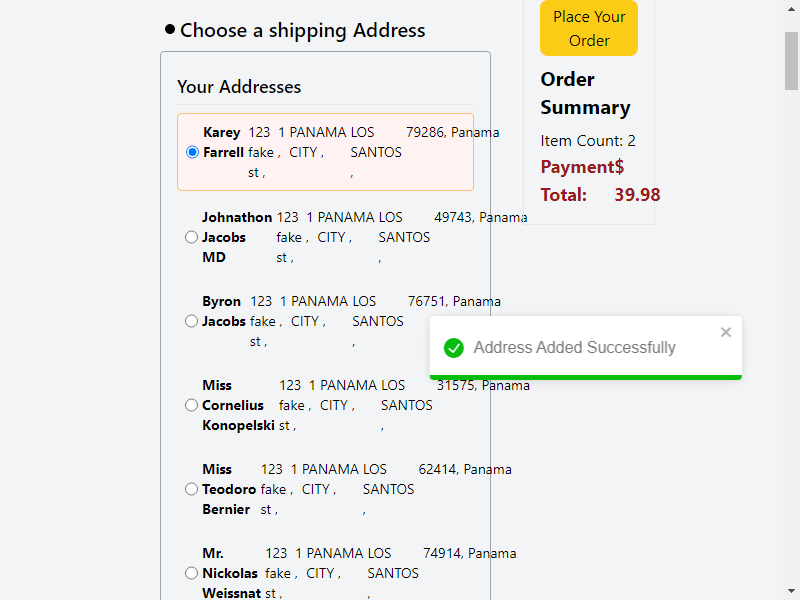 Choose a shipping Address
Your Addresses
Karey 123 1 PANAMA LOS 79286, Panama
Farrell fake , CITY , SANTOS
st , ,
Johnathon 123 1 PANAMA LOS 49743, Panama
Jacobs fake , CITY , SANTOS
MD st , ,
Byron 123 1 PANAMA LOS 76751, Panama
Jacobs fake , CITY , SANTOS
st , ,
Miss 123 1 PANAMA LOS 31575, Panama
Cornelius fake , CITY , SANTOS
Konopelski st , ,
Miss 123 1 PANAMA LOS 62414, Panama
Teodoro fake , CITY , SANTOS
Bernier st , ,
Mr. 123 1 PANAMA LOS 74914, Panama
Nickolas fake , CITY , SANTOS
Weissnat st , ,
Place Your
Order
Order
Summary
Item Count: 2
Payment$
Total: 39.98
Address Added Successfully